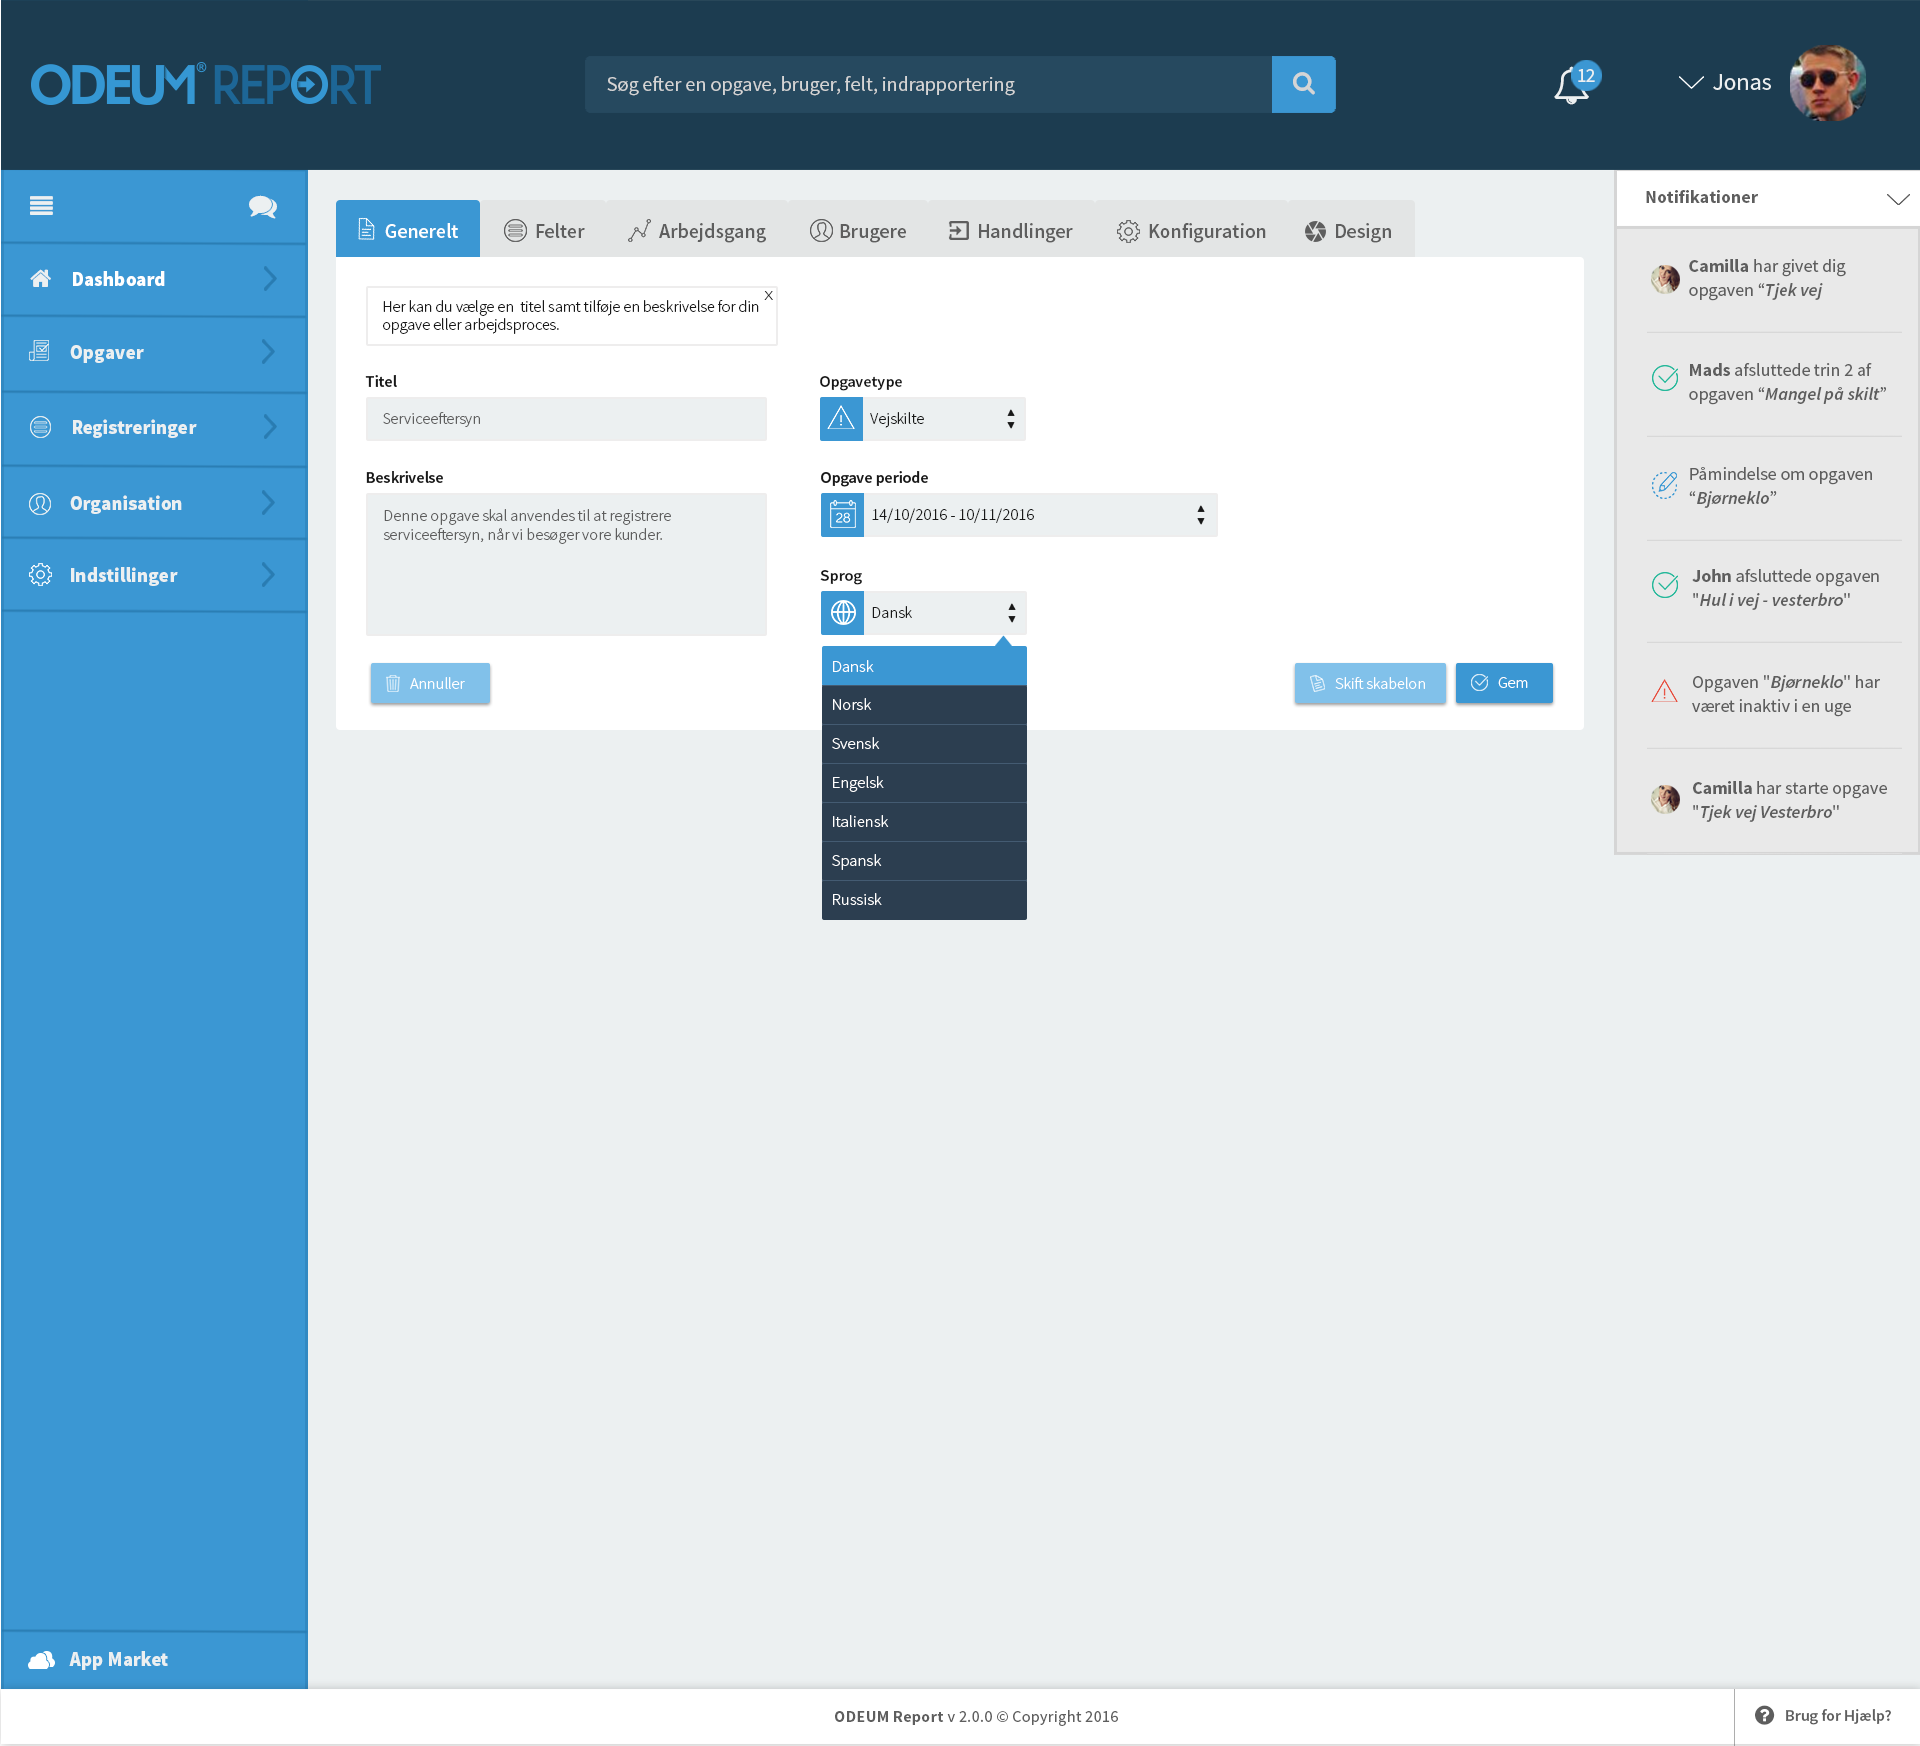 ODEUM® REPORT
Søg efter en opgave, bruger, felt, indrapportering
12
Jonas
Dashboard
Opgaver
Registreringer
Organisation
Indstillinger
App Market
Generelt
Felter
Arbejdsgang
Brugere
Handlinger
Konfiguration
Design
Her kan du vælge en titel samt tilføje en beskrivelse for din
opgave eller arbejdsproces.
X
Titel
Serviceeftersyn
Beskrivelse
Denne opgave skal anvendes til at registrere
serviceeftersyn, når vi besøger vore kunder.
Annuller
Opgavetype
Vejskilte
Opgave periode
28
14/10/2016 - 10/11/2016
Sprog
Dansk
Dansk
Norsk
Svensk
Engelsk
Italiensk
Spansk
Russisk
Skift skabelon
Gem
Notifikationer
Camilla har givet dig
opgaven “Tjek vej
Mads afsluttede trin 2 af
opgaven “Mangel på skilt”
Påmindelse om opgaven
“Bjørneklo”
John afsluttede opgaven
"Hul i vej - vesterbro"
Opgaven "Bjørneklo" har
været inaktiv i en uge
Camilla har starte opgave
"Tjek vej Vesterbro"
ODEUM Report v 2.0.0 © Copyright 2016
Brug for Hjælp?